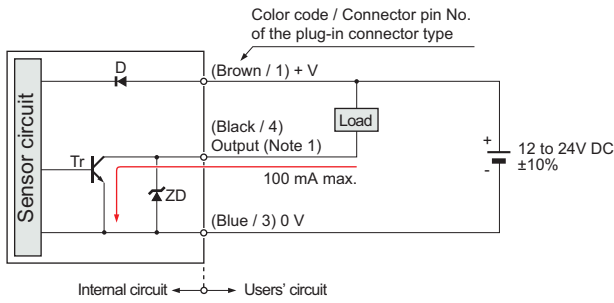 Color code / Connector pin No.
of the plug-in connector type
D
(Brown / 1) + V
Sensor circuit
Load
(Black / 4)
Output (Note 1)
Tr
100 mA max.
ZD
+
-
12 to 24V DC
±10%
(Blue / 3) 0 V
Internal circuit
Users' circuit